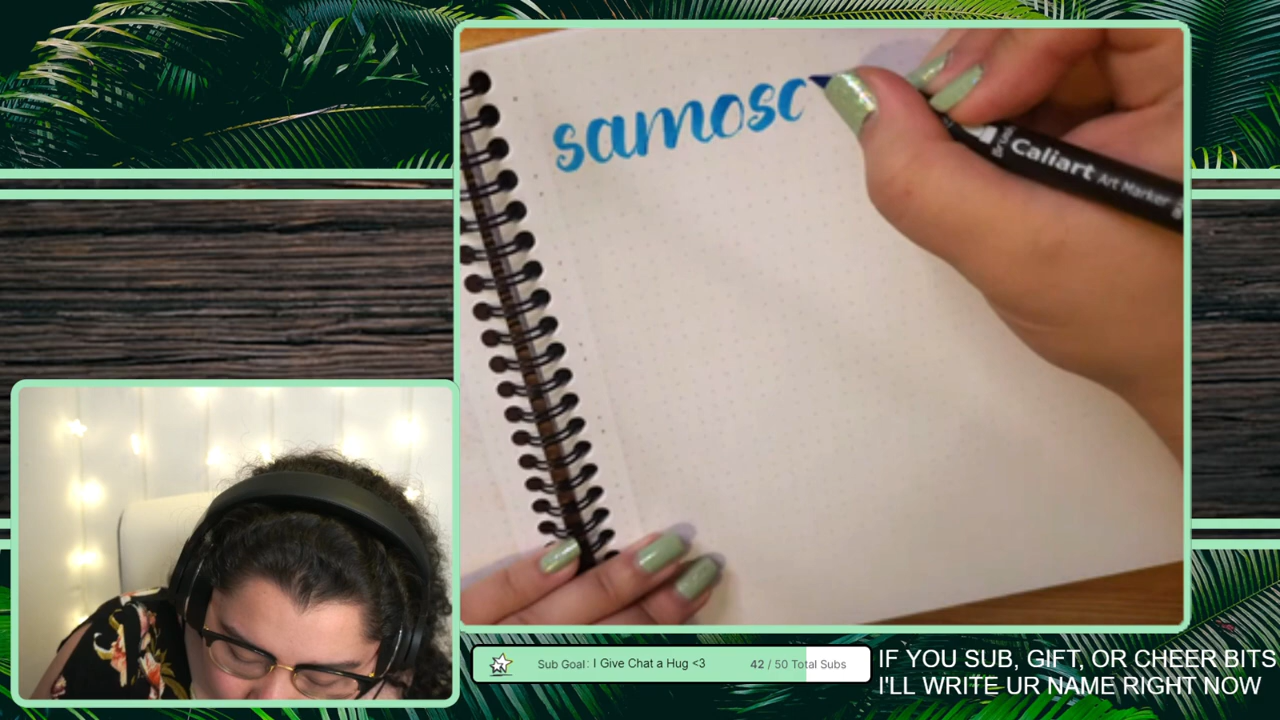 samosc
Brush
Caliart Art Marker
Sub Goal: I Give Chat a Hug <3 42 / 50 Total Subs
IF YOU SUB, GIFT, OR CHEER BITS
I'LL WRITE UR NAME RIGHT NOW